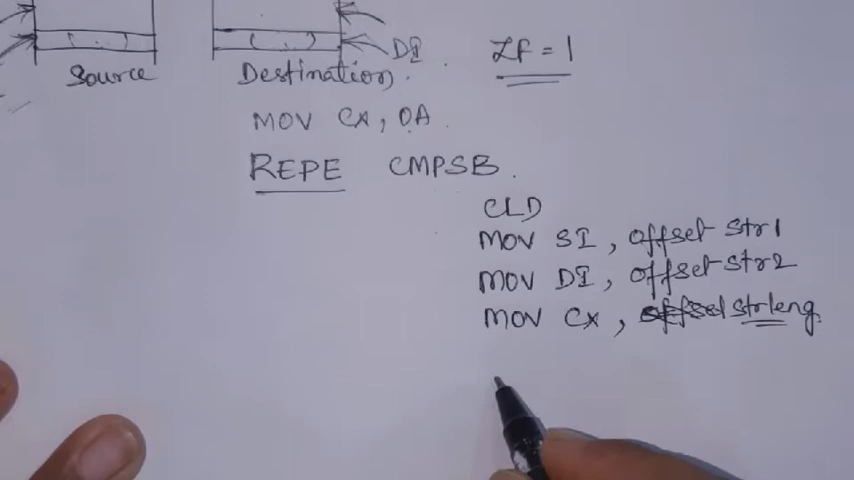 DI
ZF = 1
Source
Destination.
MOV CX, 0A
REPE CMPSB.
CLD
MOV SI, offset str1
MOV DI, offset str2
MOV CX, offset strleng.